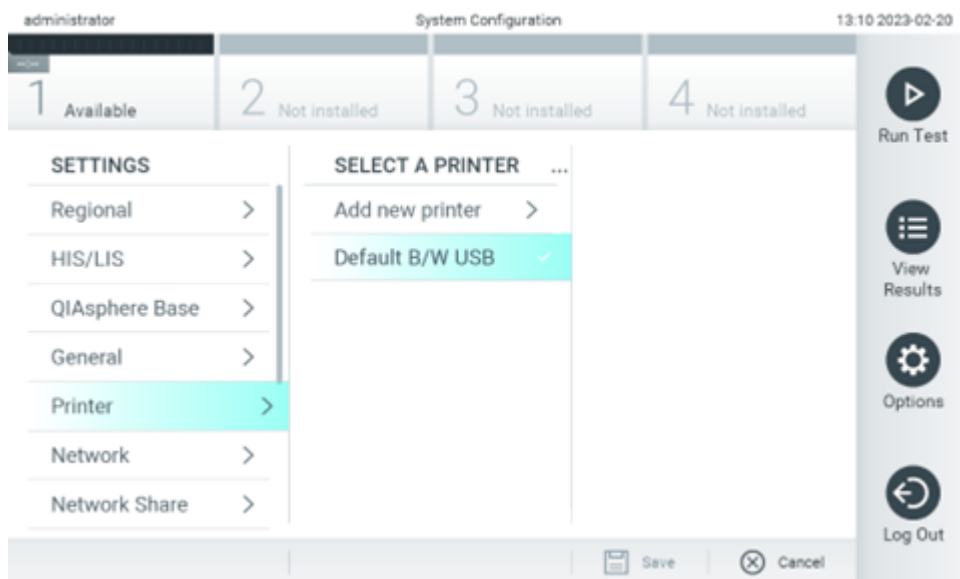 administrator System Configuration 13:10 2023-02-20
--:--
1 Available 2 Not installed 3 Not installed 4 Not installed
Run Test
SETTINGS
Regional
HIS/LIS
QIAsphere Base
General
Printer
Network
Network Share
SELECT A PRINTER ...
Add new printer
Default B/W USB
View
Results
Options
Log Out
Save Cancel